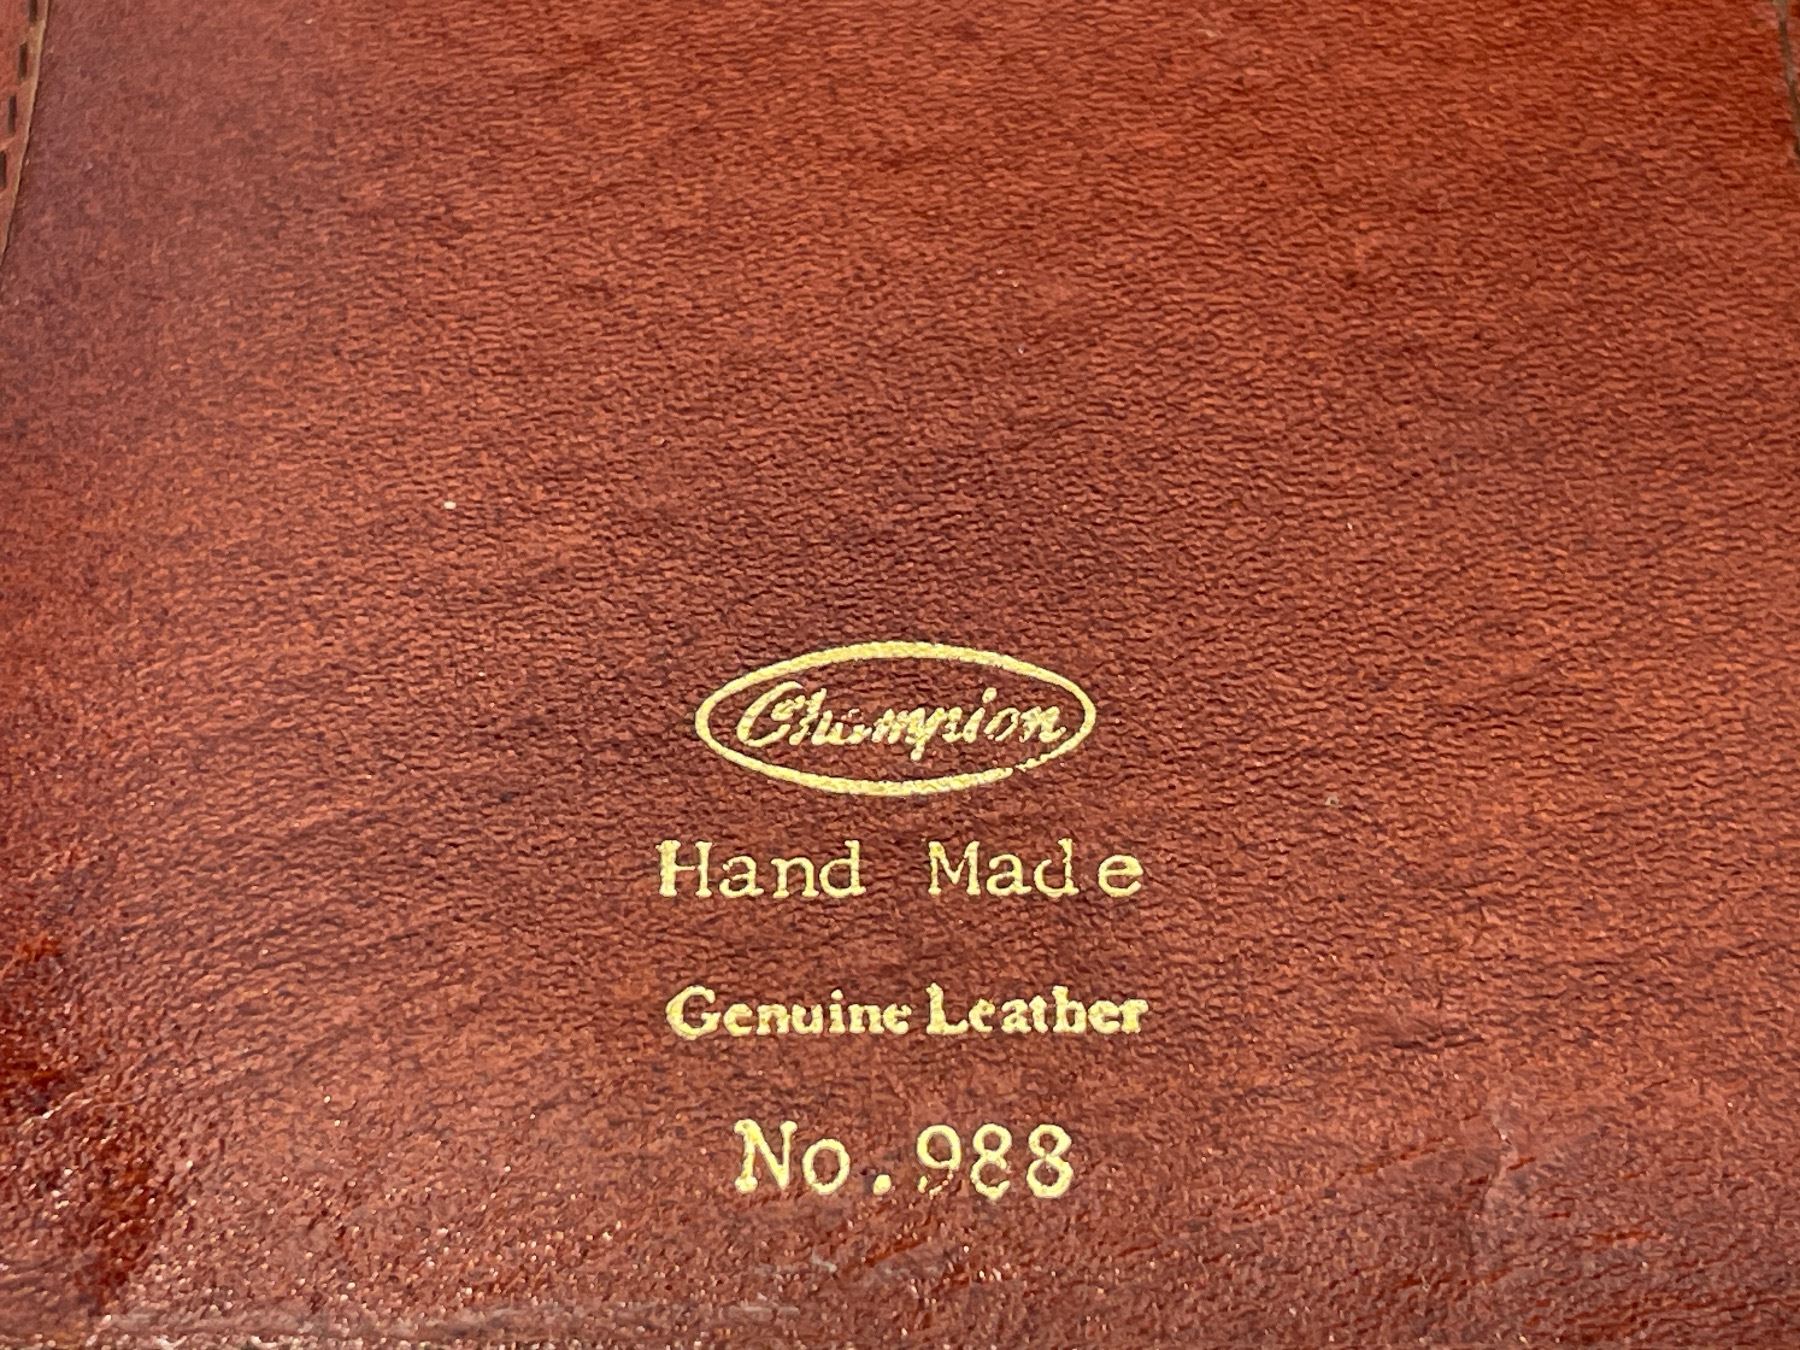 Champion
Hand Made
Genuine Leather
No.988